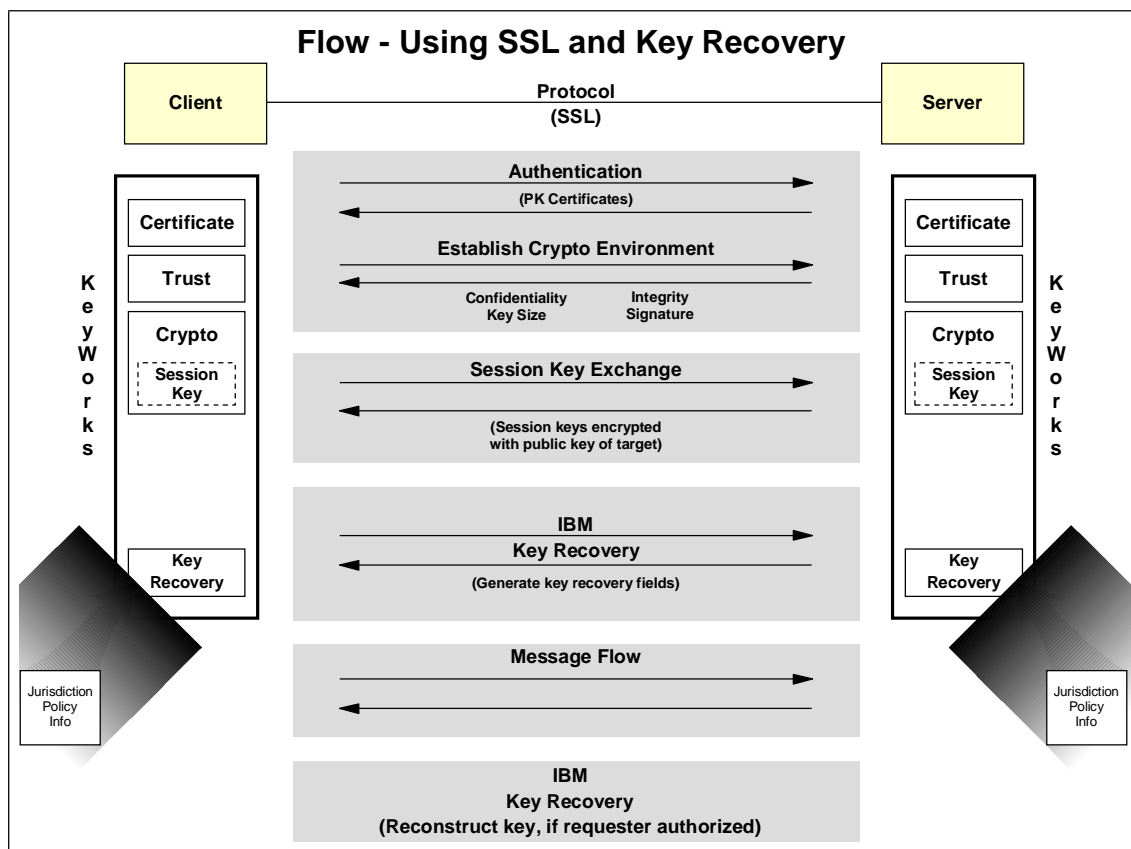 Flow - Using SSL and Key Recovery
Client
Protocol
(SSL)
Server
KeyWorks
Certificate
Trust
Crypto
Session
Key
Key
Recovery
Jurisdiction
Policy
Info
Authentication
(PK Certificates)
Establish Crypto Environment
Confidentiality
Key Size
Integrity
Signature
Session Key Exchange
(Session keys encrypted
with public key of target)
IBM
Key Recovery
(Generate key recovery fields)
Message Flow
IBM
Key Recovery
(Reconstruct key, if requester authorized)
Certificate
Trust
Crypto
Session
Key
Key
Recovery
KeyWorks
Jurisdiction
Policy
Info